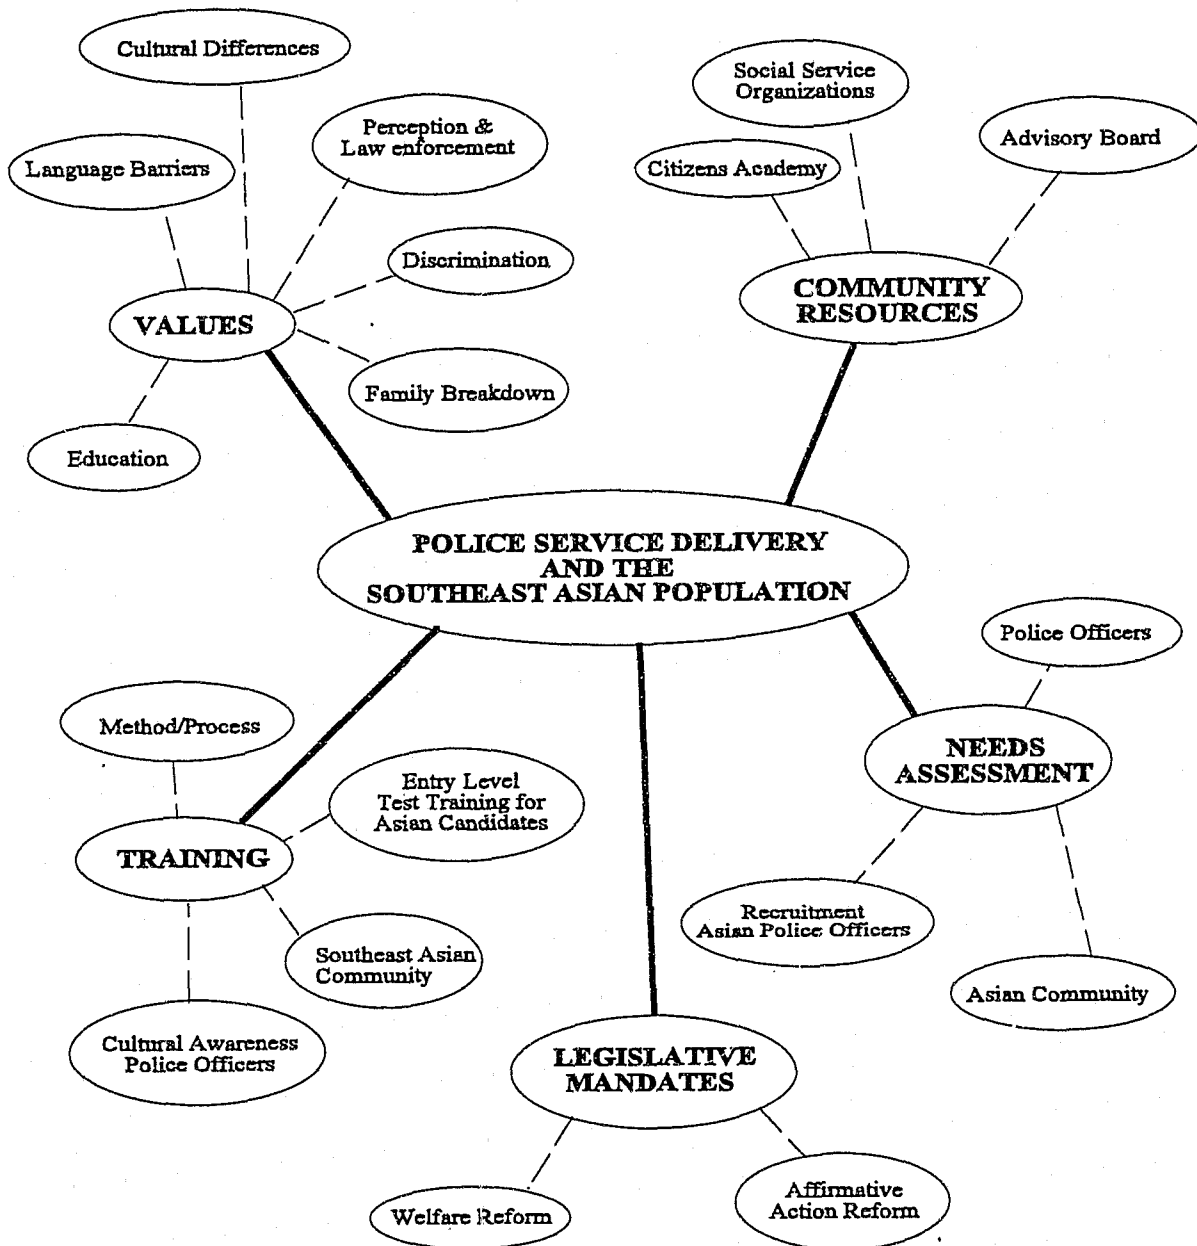 Cultural Differences
Language Barriers
Perception &
Law enforcement
Discrimination
VALUES
Family Breakdown
Education
Social Service
Organizations
Advisory Board
Citizens Academy
COMMUNITY
RESOURCES
POLICE SERVICE DELIVERY
AND THE
SOUTHEAST ASIAN POPULATION
Police Officers
NEEDS
ASSESSMENT
Recruitment
Asian Police Officers
Asian Community
Method/Process
Entry Level
Test Training for
Asian Candidates
TRAINING
Southeast Asian
Community
Cultural Awareness
Police Officers
LEGISLATIVE
MANDATES
Welfare Reform
Affirmative
Action Reform